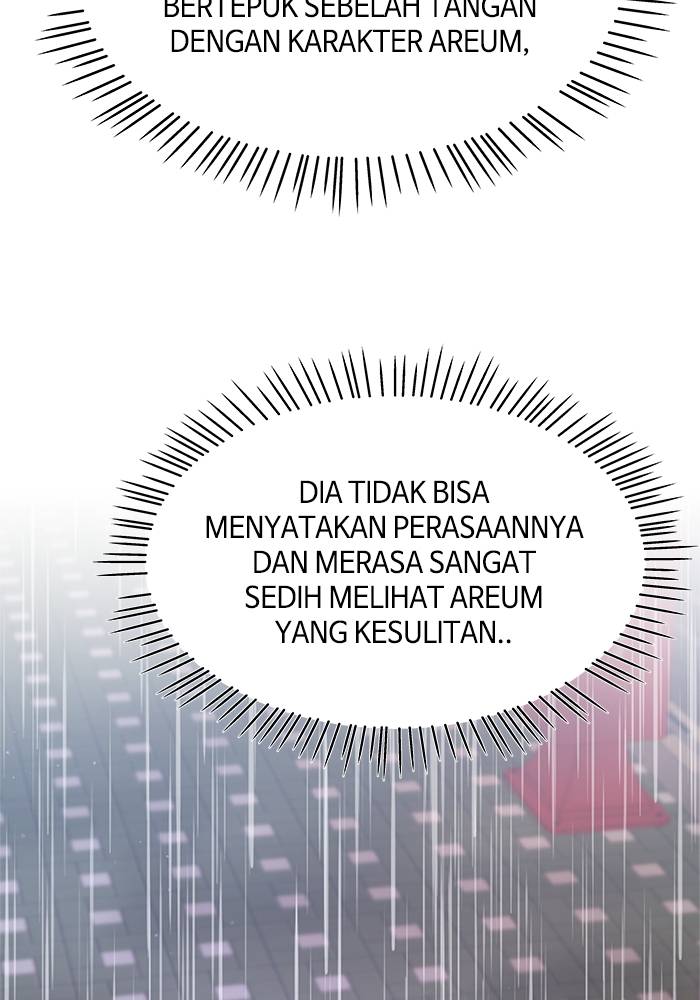 BERTEPUK SEBELAH TANGAN
DENGAN KARAKTER AREUM,
DIA TIDAK BISA
MENYATAKAN PERASAANNYA
DAN MERASA SANGAT
SEDIH MELIHAT AREUM
YANG KESULITAN..